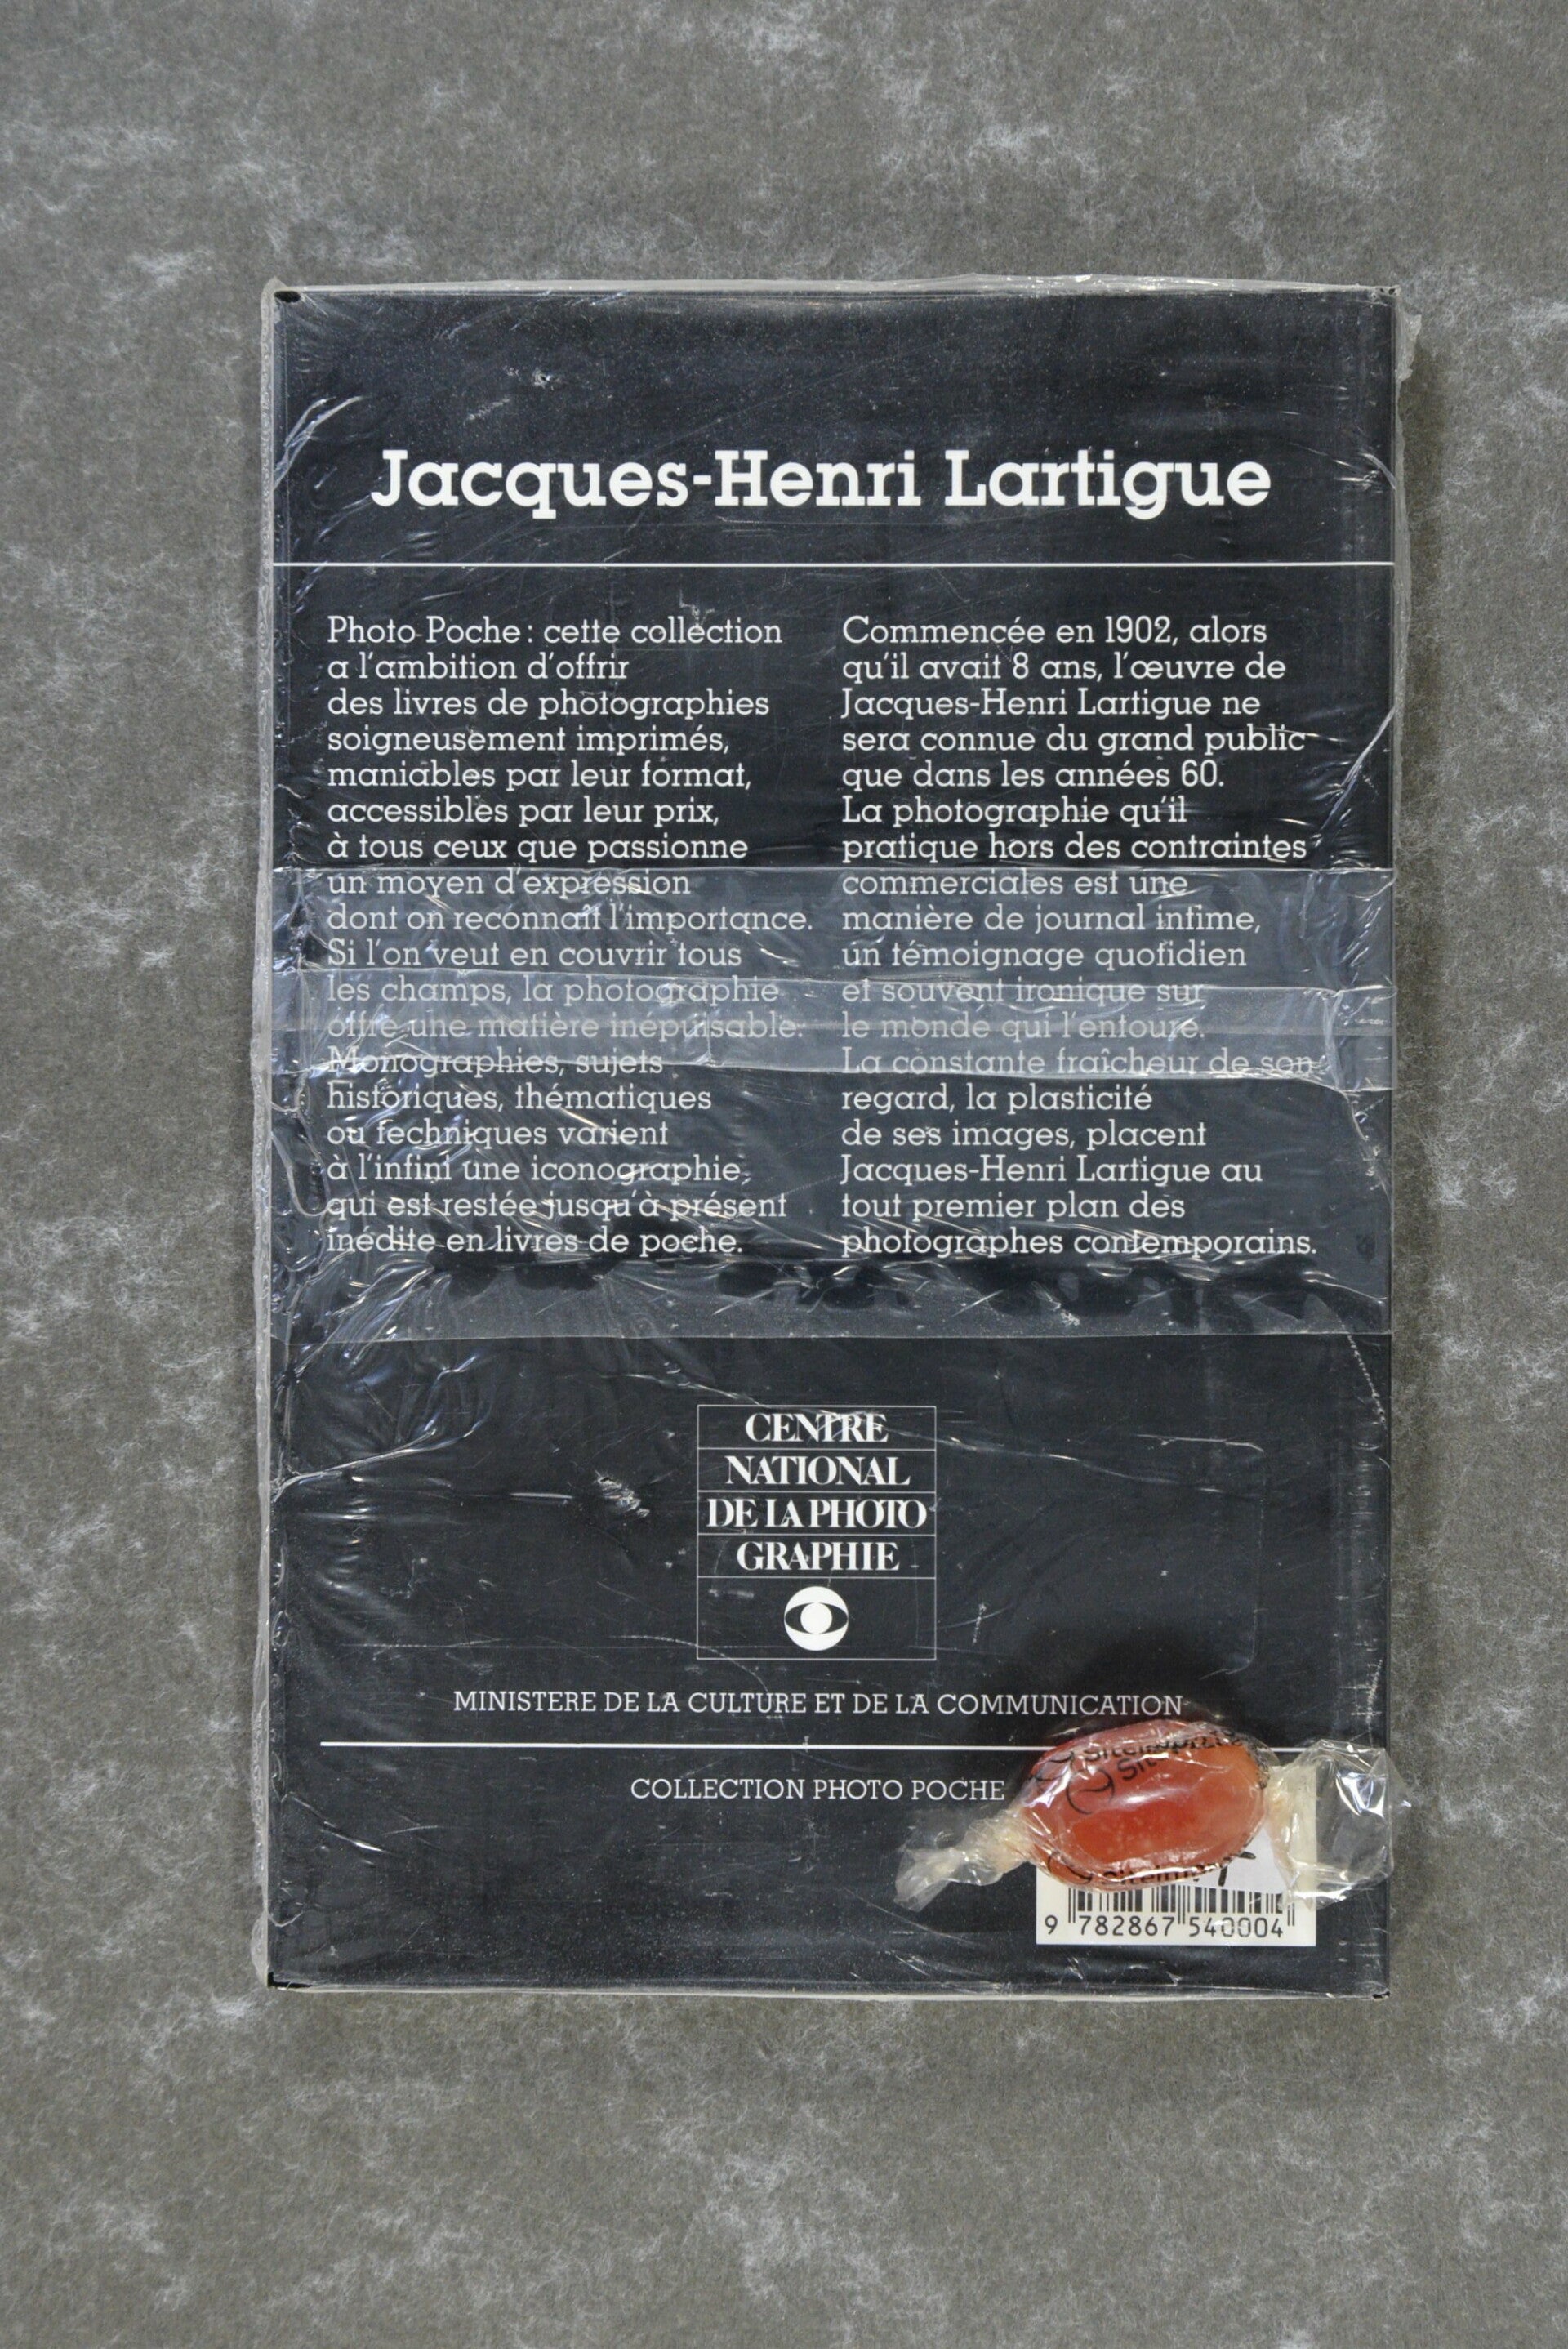 Jacques-Henri Lartigue
Photo Poche : cette collection
a l'ambition d'offrir
des livres de photographies
soigneusement imprimés,
maniables par leur format,
accessibles par leur prix,
à tous ceux que passionne
un moyen d'expression
dont on reconnaît l'importance.
Si l'on veut en couvrir tous
les champs, la photographie
offre une matière inépuisable.
Monographies, sujets
historiques, thématiques
ou techniques varient
à l'infini une iconographie,
qui est restée jusqu'à présent
inédite en livres de poche.
Commencée en 1902, alors
qu'il avait 8 ans, l'œuvre de
Jacques-Henri Lartigue ne
sera connue du grand public
que dans les années 60.
La photographie qu'il
pratique hors des contraintes
commerciales est une
manière de journal intime,
un témoignage quotidien
et souvent ironique sur
le monde qui l'entoure.
La constante fraîcheur de son
regard, la plasticité
de ses images, placent
Jacques-Henri Lartigue au
tout premier plan des
photographes contemporains.
CENTRE
NATIONAL
DE LA PHOTO
GRAPHIE
MINISTERE DE LA CULTURE ET DE LA COMMUNICATION
COLLECTION PHOTO POCHE
9 782867 540004